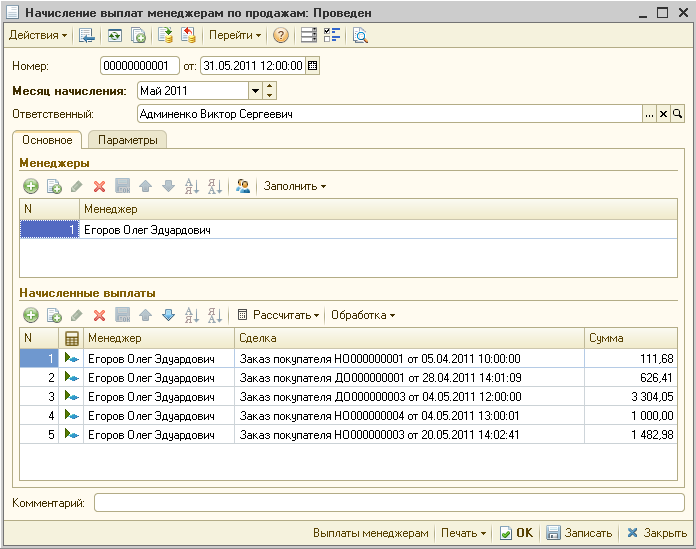 Начисление выплат менеджерам по продажам: Проведен
Действия Перейти
Номер: 00000000001 от: 31.05.2011 12:00:00
Месяц начисления: Май 2011
Ответственный: Админенко Виктор Сергеевич ... x
Основное Параметры
Менеджеры
Заполнить
N Менеджер
1 Егоров Олег Эдуардович
Начисленные выплаты
Рассчитать Обработка
N Менеджер Сделка Сумма
1 Егоров Олег Эдуардович Заказ покупателя НО000000001 от 05.04.2011 10:00:00 111,68
2 Егоров Олег Эдуардович Заказ покупателя ДО000000001 от 28.04.2011 14:01:09 626,41
3 Егоров Олег Эдуардович Заказ покупателя ДО000000003 от 04.05.2011 12:00:00 3 304,05
4 Егоров Олег Эдуардович Заказ покупателя НО000000004 от 04.05.2011 13:00:01 1 000,00
5 Егоров Олег Эдуардович Заказ покупателя НО000000003 от 20.05.2011 14:02:41 1 482,98
Комментарий:
Выплаты менеджерам Печать OK Записать Закрыть